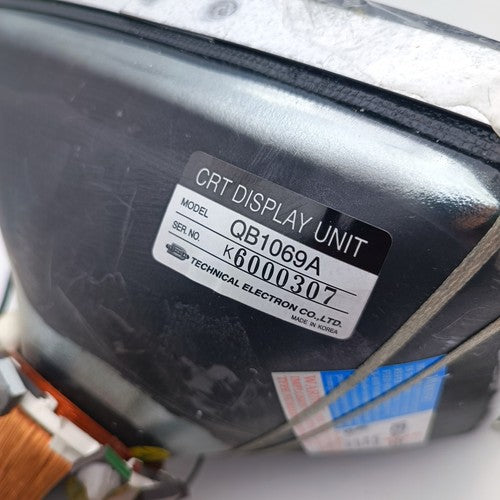 CRT DISPLAY UNIT
MODEL QB1069A
SER. NO. K6000307
TECHNICAL ELECTRON CO.,LTD.
MADE IN KOREA